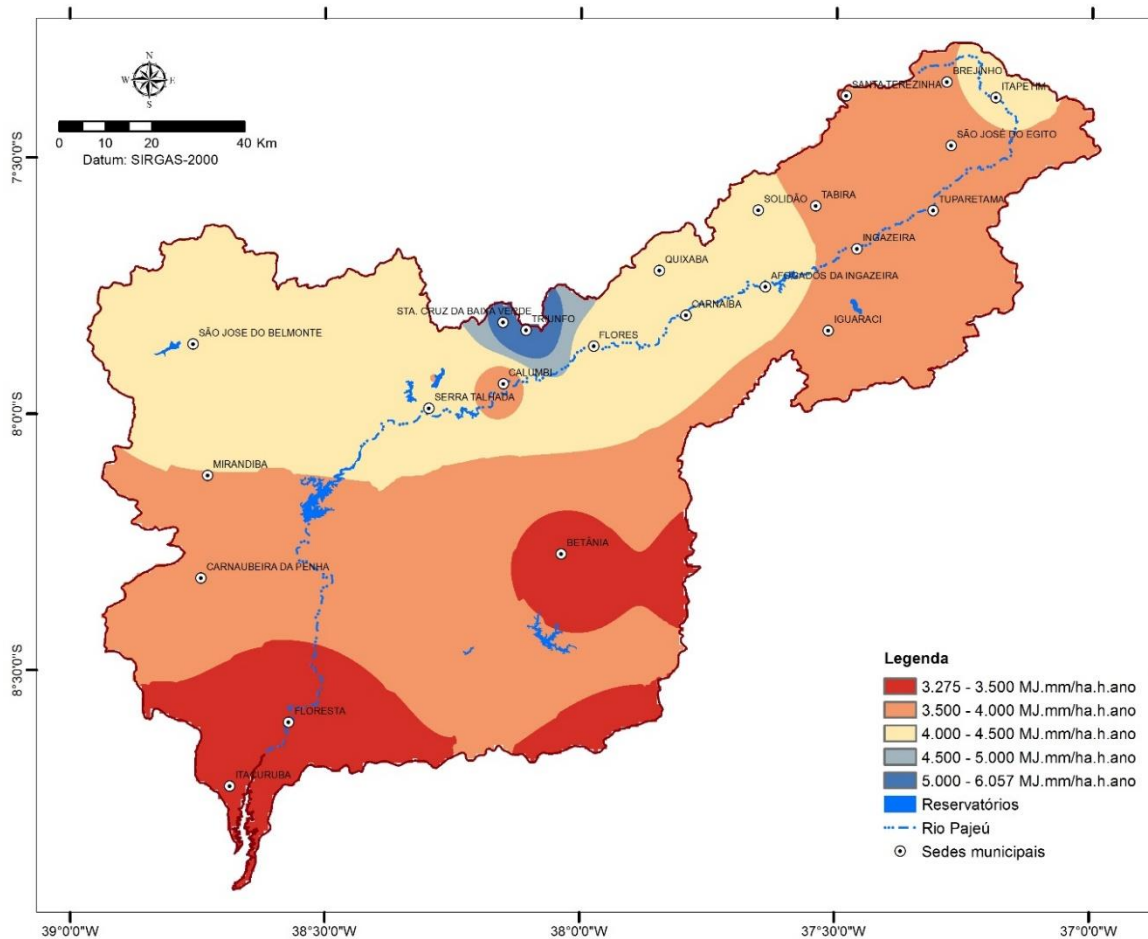 N
W E
S
0 10 20 40 Km
Datum: SIRGAS-2000
7°30'0"S
8°0'0"S
8°30'0"S
BREJINHO
SANTA TEREZINHA
ITAPETIM
SÃO JOSÉ DO EGITO
SOLIDÃO
TABIRA
TUPARETAMA
INGAZEIRA
QUIXABA
AFOGADOS DA INGAZEIRA
CARNAÍBA
STA. CRUZ DA BAIXA VERDE
TRIUNFO
IGUARACI
SÃO JOSE DO BELMONTE
FLORES
CALUMBI
SERRA TALHADA
MIRANDIBA
BETÂNIA
CARNAUBEIRA DA PENHA
FLORESTA
ITACURUBA
Legenda
3.275 - 3.500 MJ.mm/ha.h.ano
3.500 - 4.000 MJ.mm/ha.h.ano
4.000 - 4.500 MJ.mm/ha.h.ano
4.500 - 5.000 MJ.mm/ha.h.ano
5.000 - 6.057 MJ.mm/ha.h.ano
Reservatórios
Rio Pajeú
Sedes municipais
39°0'0"W
38°30'0"W
38°0'0"W
37°30'0"W
37°0'0"W